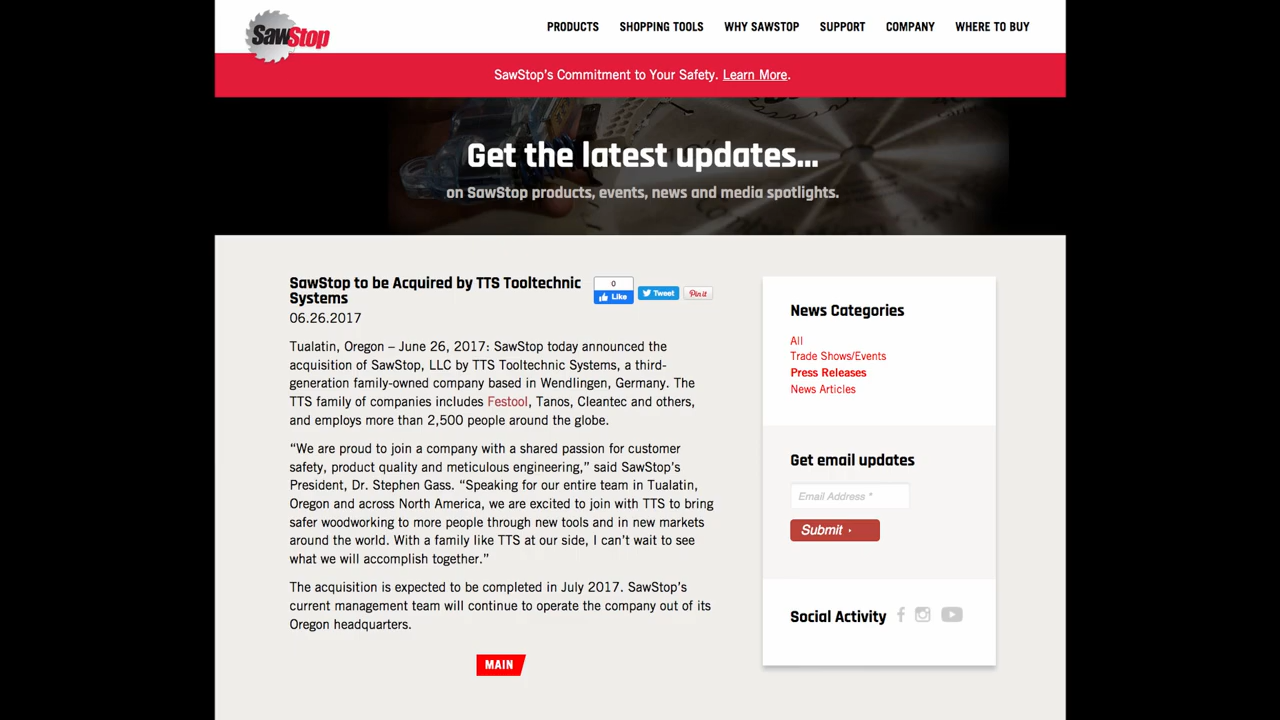 SawStop
PRODUCTS SHOPPING TOOLS WHY SAWSTOP SUPPORT COMPANY WHERE TO BUY
SawStop's Commitment to Your Safety. Learn More.
Get the latest updates...
on SawStop products, events, news and media spotlights.
SawStop to be Acquired by TTS Tooltechnic
Systems
0
Like
Tweet
Pin it
06.26.2017
Tualatin, Oregon – June 26, 2017: SawStop today announced the
acquisition of SawStop, LLC by TTS Tooltechnic Systems, a third-
generation family-owned company based in Wendlingen, Germany. The
TTS family of companies includes Festool, Tanos, Cleantec and others,
and employs more than 2,500 people around the globe.
“We are proud to join a company with a shared passion for customer
safety, product quality and meticulous engineering,” said SawStop’s
President, Dr. Stephen Gass. “Speaking for our entire team in Tualatin,
Oregon and across North America, we are excited to join with TTS to bring
safer woodworking to more people through new tools and in new markets
around the world. With a family like TTS at our side, I can’t wait to see
what we will accomplish together.”
The acquisition is expected to be completed in July 2017. SawStop’s
current management team will continue to operate the company out of its
Oregon headquarters.
MAIN
News Categories
All
Trade Shows/Events
Press Releases
News Articles
Get email updates
Email Address *
Submit
Social Activity